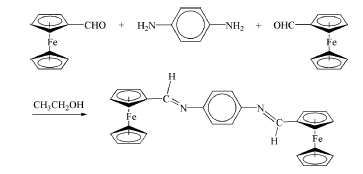 CHO + H₂N NH₂ + OHC
Fe Fe
H
CH₃CH₂OH C N N
Fe C Fe
H